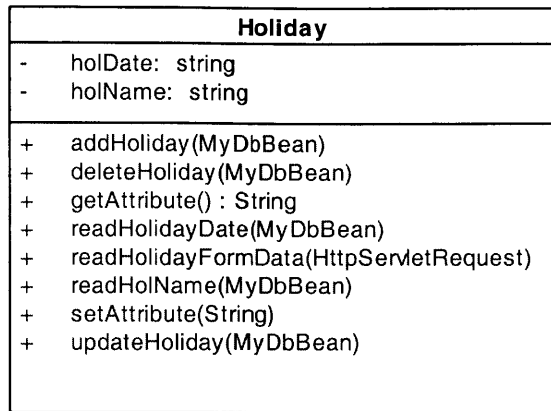 Holiday
- holDate: string
- holName: string
+ addHoliday(MyDbBean)
+ deleteHoliday(MyDbBean)
+ getAttribute() : String
+ readHolidayDate(MyDbBean)
+ readHolidayFormData(HttpServletRequest)
+ readHolName(MyDbBean)
+ setAttribute(String)
+ updateHoliday(MyDbBean)